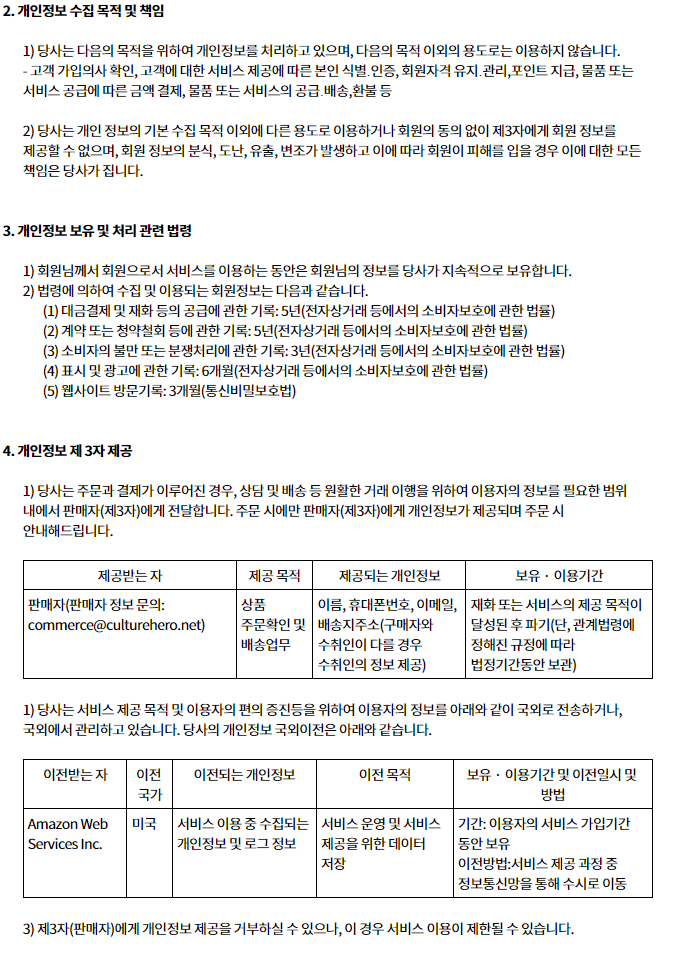 2. 개인정보 수집 목적 및 책임
1) 당사는 다음의 목적을 위하여 개인정보를 처리하고 있으며, 다음의 목적 이외의 용도로는 이용하지 않습니다.
- 고객 가입의사 확인, 고객에 대한 서비스 제공에 따른 본인 식별.인증, 회원자격 유지.관리,포인트 지급, 물품 또는
서비스 공급에 따른 금액 결제, 물품 또는 서비스의 공급.배송,환불 등
2) 당사는 개인 정보의 기본 수집 목적 이외에 다른 용도로 이용하거나 회원의 동의 없이 제3자에게 회원 정보를
제공할 수 없으며, 회원 정보의 분식, 도난, 유출, 변조가 발생하고 이에 따라 회원이 피해를 입을 경우 이에 대한 모든
책임은 당사가 집니다.
3. 개인정보 보유 및 처리 관련 법령
1) 회원님께서 회원으로서 서비스를 이용하는 동안은 회원님의 정보를 당사가 지속적으로 보유합니다.
2) 법령에 의하여 수집 및 이용되는 회원정보는 다음과 같습니다.
(1) 대금결제 및 재화 등의 공급에 관한 기록: 5년(전자상거래 등에서의 소비자보호에 관한 법률)
(2) 계약 또는 청약철회 등에 관한 기록: 5년(전자상거래 등에서의 소비자보호에 관한 법률)
(3) 소비자의 불만 또는 분쟁처리에 관한 기록: 3년(전자상거래 등에서의 소비자보호에 관한 법률)
(4) 표시 및 광고에 관한 기록: 6개월(전자상거래 등에서의 소비자보호에 관한 법률)
(5) 웹사이트 방문기록: 3개월(통신비밀보호법)
4. 개인정보 제 3자 제공
1) 당사는 주문과 결제가 이루어진 경우, 상담 및 배송 등 원활한 거래 이행을 위하여 이용자의 정보를 필요한 범위
내에서 판매자(제3자)에게 전달합니다. 주문 시에만 판매자(제3자)에게 개인정보가 제공되며 주문 시
안내해드립니다.
제공받는 자 제공 목적 제공되는 개인정보 보유 · 이용기간
판매자(판매자 정보 문의: 상품 이름, 휴대폰번호, 이메일, 재화 또는 서비스의 제공 목적이
commerce@culturehero.net) 주문확인 및 배송지주소(구매자와 달성된 후 파기(단, 관계법령에
배송업무 수취인이 다를 경우 정해진 규정에 따라
수취인의 정보 제공) 법정기간동안 보관)
1) 당사는 서비스 제공 목적 및 이용자의 편의 증진등을 위하여 이용자의 정보를 아래와 같이 국외로 전송하거나,
국외에서 관리하고 있습니다. 당사의 개인정보 국외이전은 아래와 같습니다.
이전받는 자 이전 이전되는 개인정보 이전 목적 보유 · 이용기간 및 이전일시 및
국가 방법
Amazon Web 미국 서비스 이용 중 수집되는 서비스 운영 및 서비스 기간: 이용자의 서비스 가입기간
Services Inc. 개인정보 및 로그 정보 제공을 위한 데이터 동안 보유
저장 이전방법:서비스 제공 과정 중
정보통신망을 통해 수시로 이동
3) 제3자(판매자)에게 개인정보 제공을 거부하실 수 있으나, 이 경우 서비스 이용이 제한될 수 있습니다.